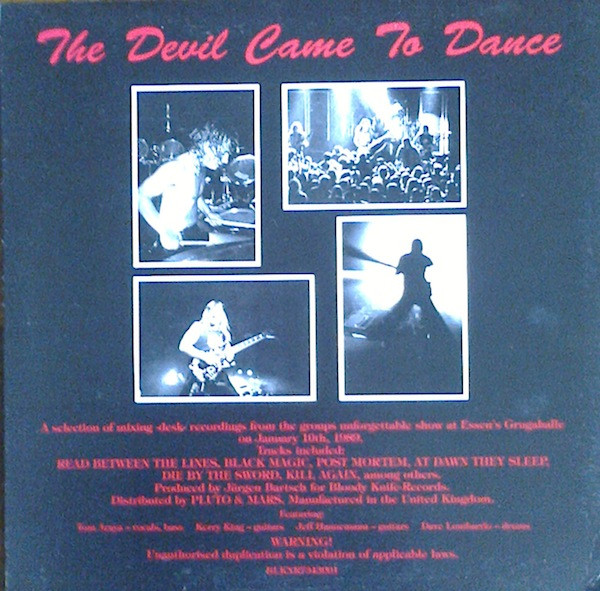 The Devil Came To Dance
A selection of mixing -desk- recordings from the groups unforgettable show at Essen's Grugahalle
on January 10th, 1989.
Tracks included:
READ BETWEEN THE LINES, BLACK MAGIC, POST MORTEM, AT DAWN THEY SLEEP,
DIE BY THE SWORD, KILL AGAIN, among others.
Produced by Jürgen Bartsch for Bloody Knife-Records.
Distributed by PLUTO & MARS. Manufactured in the United Kingdom.
Featuring:
Tom Araya – vocals, bass Kerry King – guitars Jeff Hannemann – guitars Dave Lombardo – drums
WARNING!
Unauthorised duplication is a violation of applicable laws.